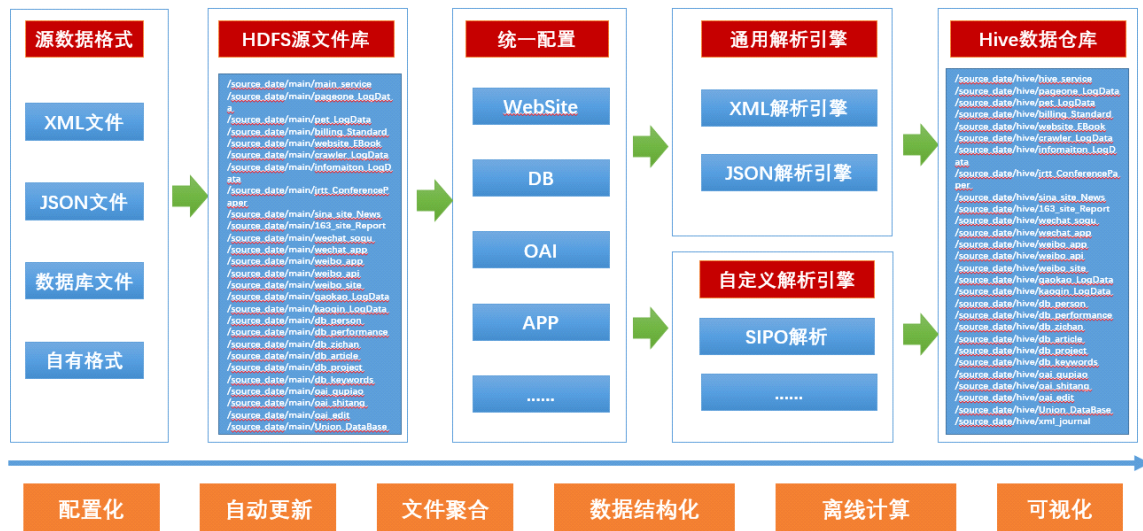 源数据格式
XML文件
JSON文件
数据库文件
自有格式
HDFS源文件库
/source_date/main/main_service
/source_date/main/pageone_LogDat
a
/source_date/main/pet_LogData
/source_date/main/billing_Standard
/source_date/main/website_EBook
/source_date/main/crawler_LogData
/source_date/main/infomaiton_LogD
ata
/source_date/main/jrtt_ConferenceP
aper
/source_date/main/sina_site_News
/source_date/main/163_site_Report
/source_date/main/wechat_sogu
/source_date/main/wechat_app
/source_date/main/weibo_app
/source_date/main/weibo_api
/source_date/main/weibo_site
/source_date/main/gaokao_LogData
/source_date/main/kaoqin_LogData
/source_date/main/db_person
/source_date/main/db_performance
/source_date/main/db_zichan
/source_date/main/db_article
/source_date/main/db_project
/source_date/main/db_keywords
/source_date/main/oai_gupiao
/source_date/main/oai_shitang
/source_date/main/oai_edit
/source_date/main/Union_DataBase
统一配置
WebSite
DB
OAI
APP
......
通用解析引擎
XML解析引擎
JSON解析引擎
自定义解析引擎
SIPO解析
......
Hive数据仓库
/source_date/hive/hive_service
/source_date/hive/pageone_LogData
/source_date/hive/pet_LogData
/source_date/hive/billing_Standard
/source_date/hive/website_EBook
/source_date/hive/crawler_LogData
/source_date/hive/infomaiton_LogD
ata
/source_date/hive/jrtt_ConferencePa
per
/source_date/hive/sina_site_News
/source_date/hive/163_site_Report
/source_date/hive/wechat_sogu
/source_date/hive/wechat_app
/source_date/hive/weibo_app
/source_date/hive/weibo_api
/source_date/hive/weibo_site
/source_date/hive/gaokao_LogData
/source_date/hive/kaoqin_LogData
/source_date/hive/db_person
/source_date/hive/db_performance
/source_date/hive/db_zichan
/source_date/hive/db_article
/source_date/hive/db_project
/source_date/hive/db_keywords
/source_date/hive/oai_gupiao
/source_date/hive/oai_shitang
/source_date/hive/oai_edit
/source_date/hive/Union_DataBase
/source_date/hive/xml_journal
配置化
自动更新
文件聚合
数据结构化
离线计算
可视化